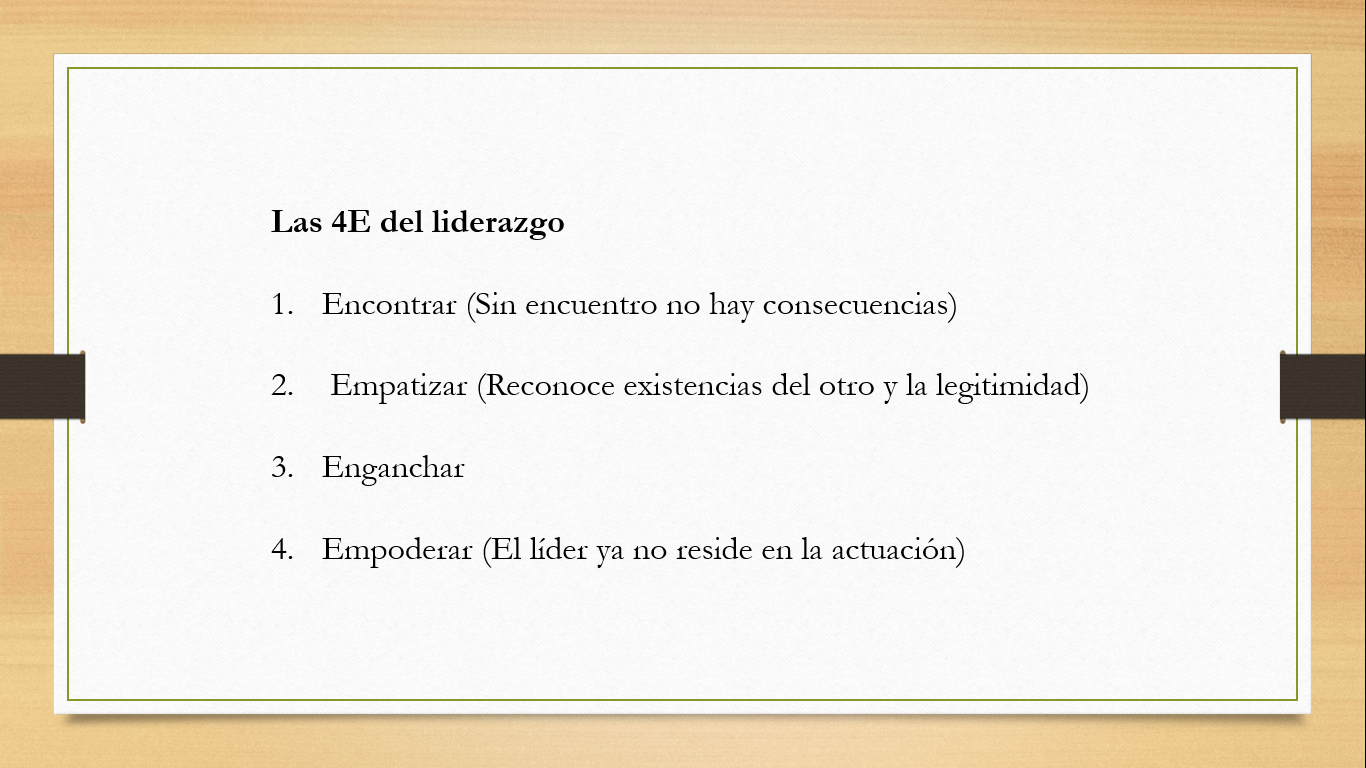 Las 4E del liderazgo
1. Encontrar (Sin encuentro no hay consecuencias)
2. Empatizar (Reconoce existencias del otro y la legitimidad)
3. Enganchar
4. Empoderar (El líder ya no reside en la actuación)